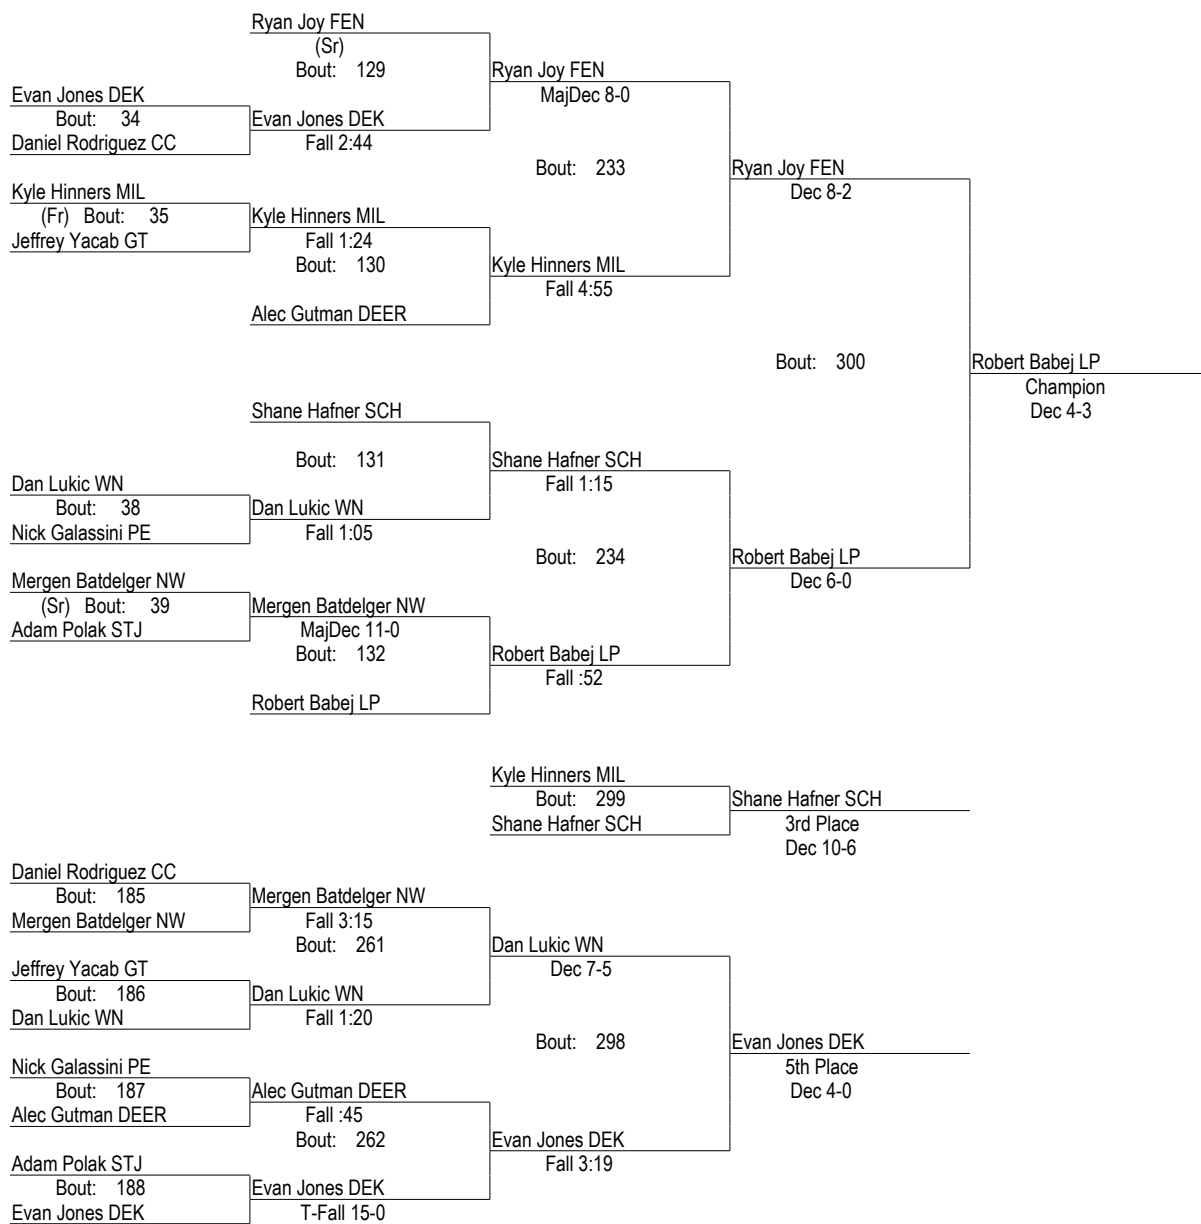 Ryan Joy FEN
(Sr)
Bout: 129
Ryan Joy FEN
MajDec 8-0
Evan Jones DEK
Bout: 34
Daniel Rodriguez CC
Evan Jones DEK
Fall 2:44
Bout: 233
Ryan Joy FEN
Dec 8-2
Kyle Hinners MIL
(Fr) Bout: 35
Jeffrey Yacab GT
Kyle Hinners MIL
Fall 1:24
Bout: 130
Kyle Hinners MIL
Fall 4:55
Alec Gutman DEER
Bout: 300
Robert Babej LP
Champion
Dec 4-3
Shane Hafner SCH
Bout: 131
Shane Hafner SCH
Fall 1:15
Dan Lukic WN
Bout: 38
Nick Galassini PE
Dan Lukic WN
Fall 1:05
Bout: 234
Robert Babej LP
Dec 6-0
Mergen Batdelger NW
(Sr) Bout: 39
Adam Polak STJ
Mergen Batdelger NW
MajDec 11-0
Bout: 132
Robert Babej LP
Fall :52
Robert Babej LP
Kyle Hinners MIL
Bout: 299
Shane Hafner SCH
Shane Hafner SCH
3rd Place
Dec 10-6
Daniel Rodriguez CC
Bout: 185
Mergen Batdelger NW
Mergen Batdelger NW
Fall 3:15
Bout: 261
Dan Lukic WN
Dec 7-5
Jeffrey Yacab GT
Bout: 186
Dan Lukic WN
Dan Lukic WN
Fall 1:20
Bout: 298
Evan Jones DEK
5th Place
Dec 4-0
Nick Galassini PE
Bout: 187
Alec Gutman DEER
Alec Gutman DEER
Fall :45
Bout: 262
Evan Jones DEK
Fall 3:19
Adam Polak STJ
Bout: 188
Evan Jones DEK
Evan Jones DEK
T-Fall 15-0